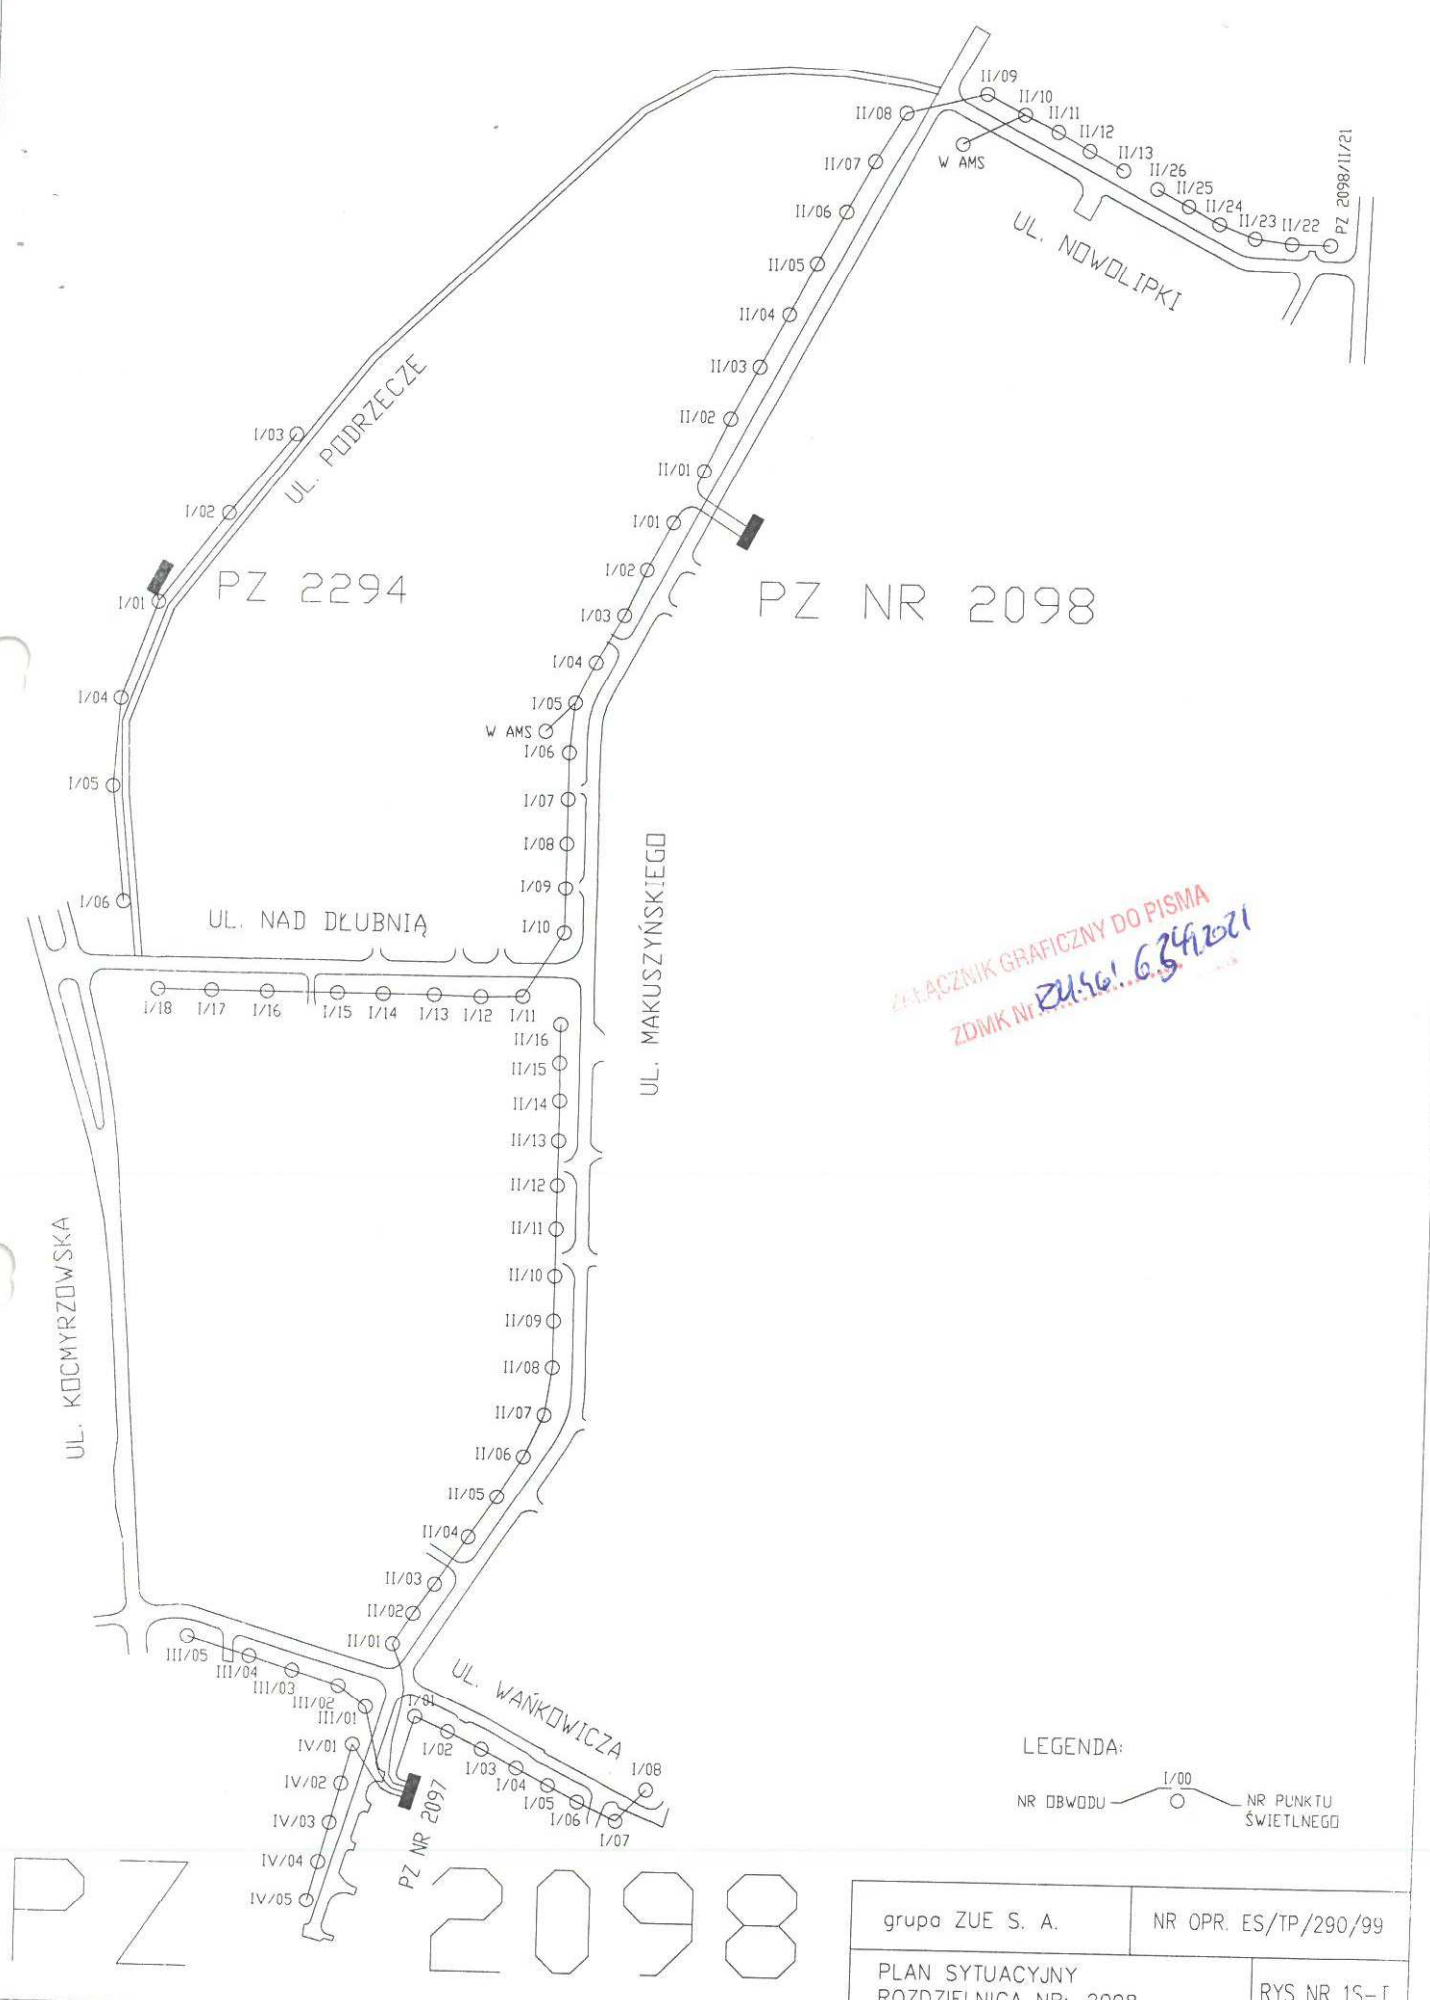 II/09
II/10
II/11
II/12
II/13
II/26
II/25
II/24
II/23
II/22
PZ 2098/II/21
W AMS
UL. NOWOLIPKI
II/08
II/07
II/06
II/05
II/04
II/03
II/02
II/01
I/03
UL. PODRZECZE
I/02
I/01
PZ 2294
I/04
I/05
I/06
I/01
I/02
I/03
PZ NR 2098
I/04
I/05
W AMS
I/06
I/07
I/08
I/09
I/10
UL. NAD DŁUBNIĄ
UL. MAKUSZYŃSKIEGO
ZAŁĄCZNIK GRAFICZNY DO PISMA
ZDMK Nr
I/18
I/17
I/16
I/15
I/14
I/13
I/12
I/11
II/16
II/15
II/14
II/13
II/12
II/11
II/10
II/09
II/08
II/07
II/06
II/05
II/04
II/03
II/02
II/01
UL. KOCMYRZOWSKA
III/05
III/04
III/03
III/02
III/01
IV/01
IV/02
IV/03
IV/04
IV/05
UL. WAŃKOWICZA
I/01
I/02
I/03
I/04
I/05
I/06
I/07
I/08
PZ NR 2097
LEGENDA:
I/00
NR OBWODU
NR PUNKTU
ŚWIETLNEGO
PZ 2098
grupa ZUE S. A.
NR OPR. ES/TP/290/99
PLAN SYTUACYJNY
ROZDZIELNICA NR: 2098
RYS NR 1S-I